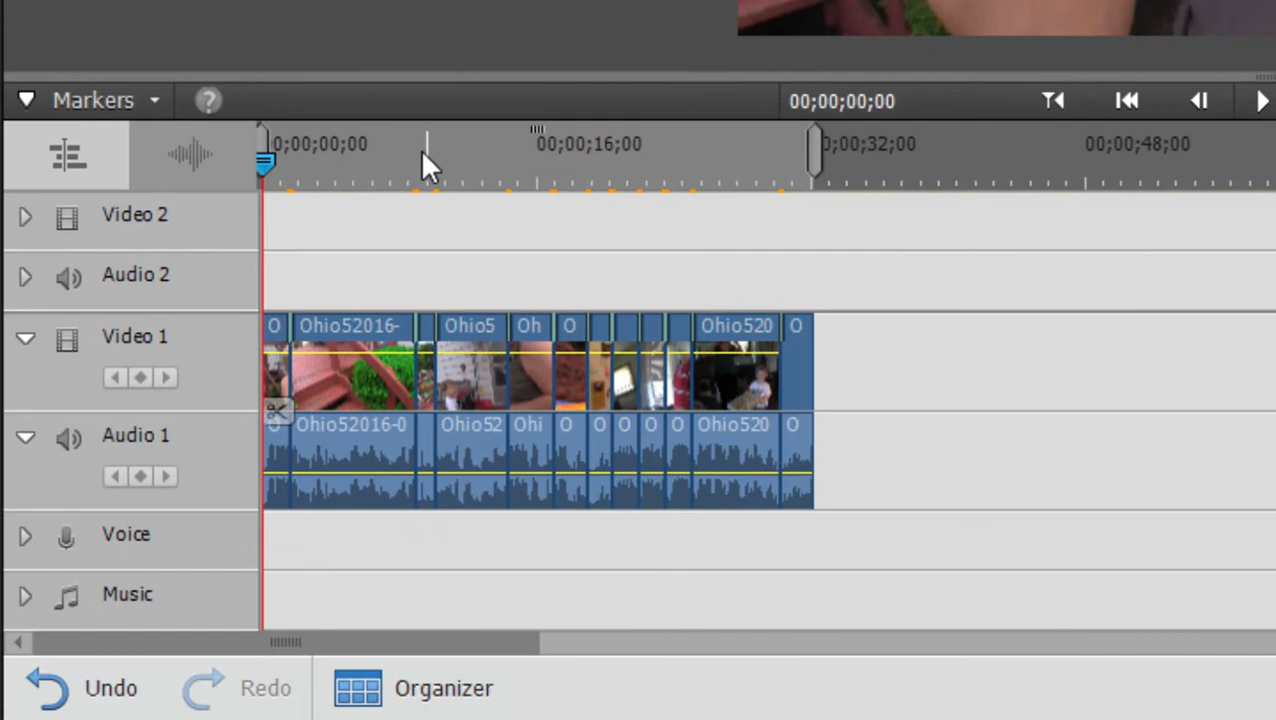 Markers ? 00;00;00;00
0;00;00;00 00;00;16;00 0;00;32;00 00;00;48;00
Video 2
Audio 2
Video 1
O Ohio52016- Ohio5 Oh O Ohio520 O
Audio 1
O Ohio52016-0 Ohio52 Ohi O O O O O Ohio520 O
Voice
Music
Undo Redo Organizer